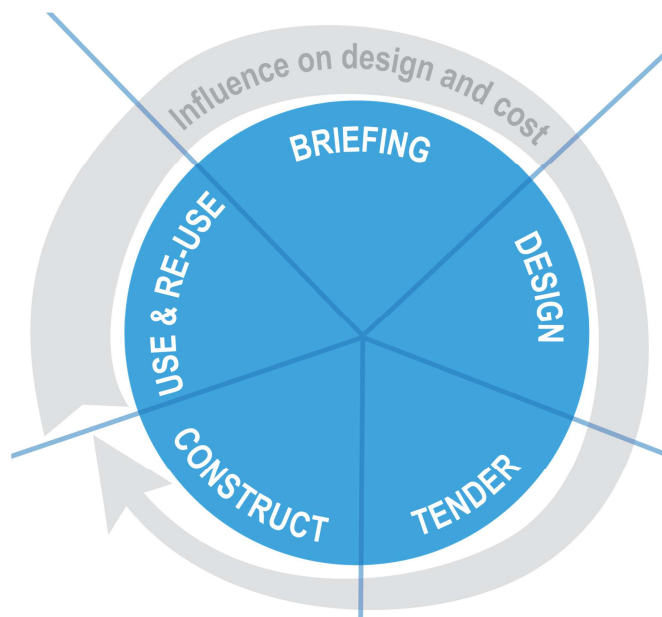 Influence on design and cost
BRIEFING
DESIGN
TENDER
CONSTRUCT
USE & RE-USE